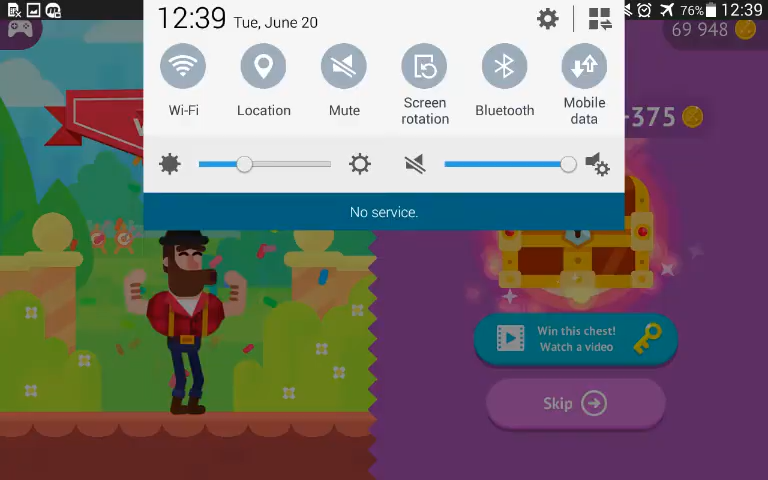 76% 12:39
12:39 Tue, June 20
69 948
Wi-Fi
Location
Mute
Screen
rotation
Bluetooth
Mobile
data
375
No service.
Win this chest!
Watch a video
Skip